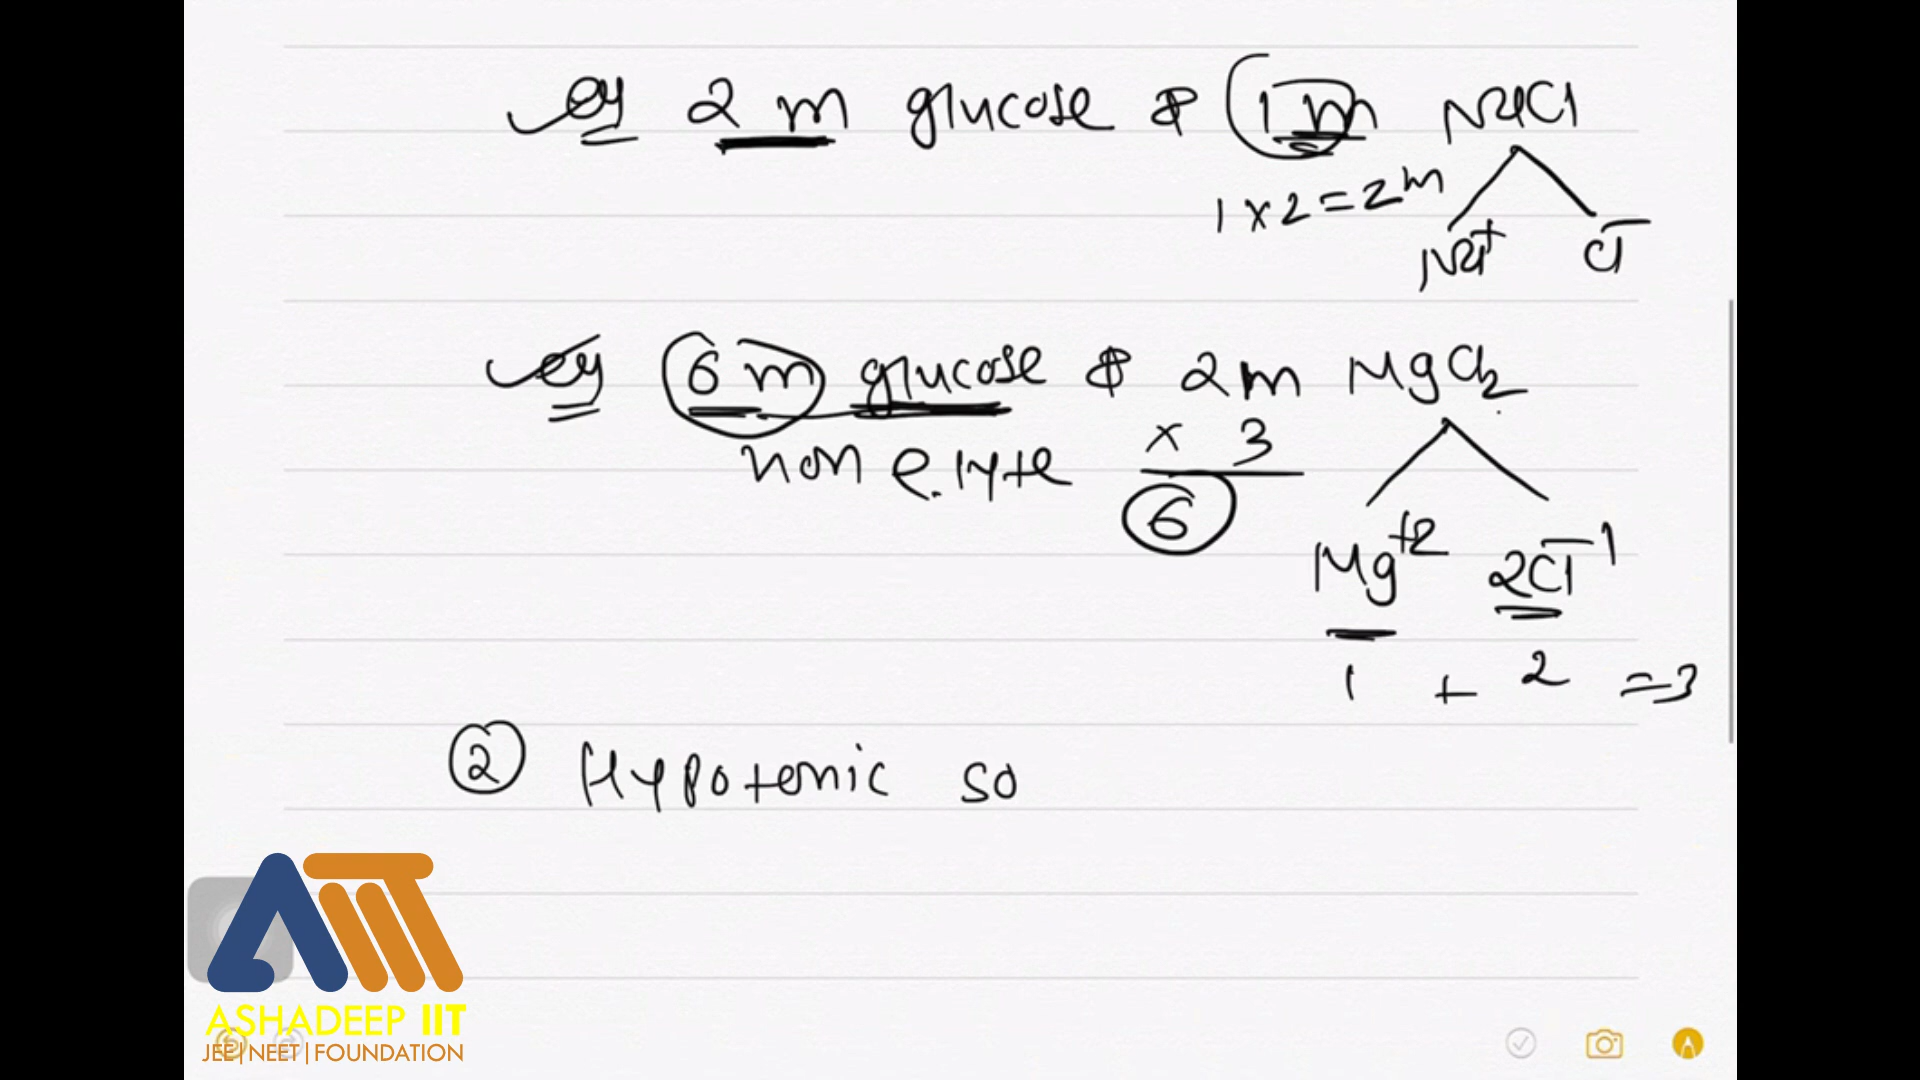 eg 2 m glucose & 1 m NaCl
1 x 2 = 2 m
Na+ Cl-
eg 6 m glucose & 2 m MgCl2
non e.lyte x 3
6
Mg+2 2Cl-1
1 + 2 = 3
2 Hypotonic so
ASHADEEP IIT
JEE|NEET|FOUNDATION